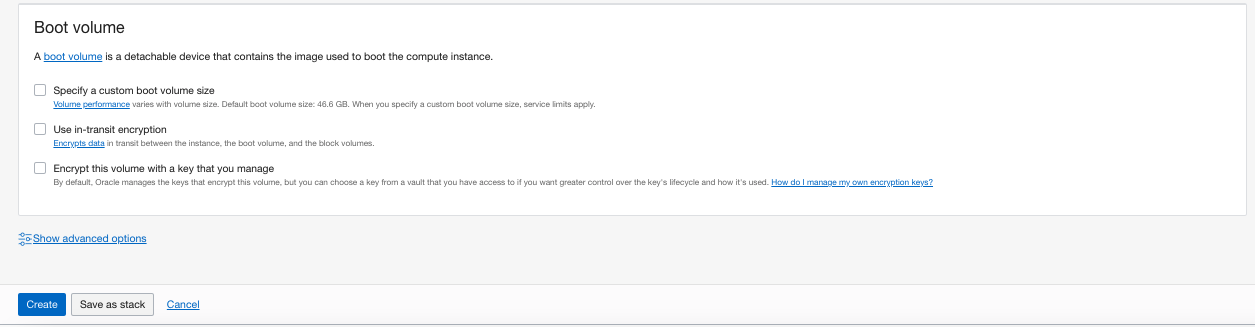 Boot volume
A boot volume is a detachable device that contains the image used to boot the compute instance.
Specify a custom boot volume size
Volume performance varies with volume size. Default boot volume size: 46.6 GB. When you specify a custom boot volume size, service limits apply.
Use in-transit encryption
Encrypts data in transit between the instance, the boot volume, and the block volumes.
Encrypt this volume with a key that you manage
By default, Oracle manages the keys that encrypt this volume, but you can choose a key from a vault that you have access to if you want greater control over the key's lifecycle and how it's used. How do I manage my own encryption keys?
Show advanced options
Create Save as stack Cancel